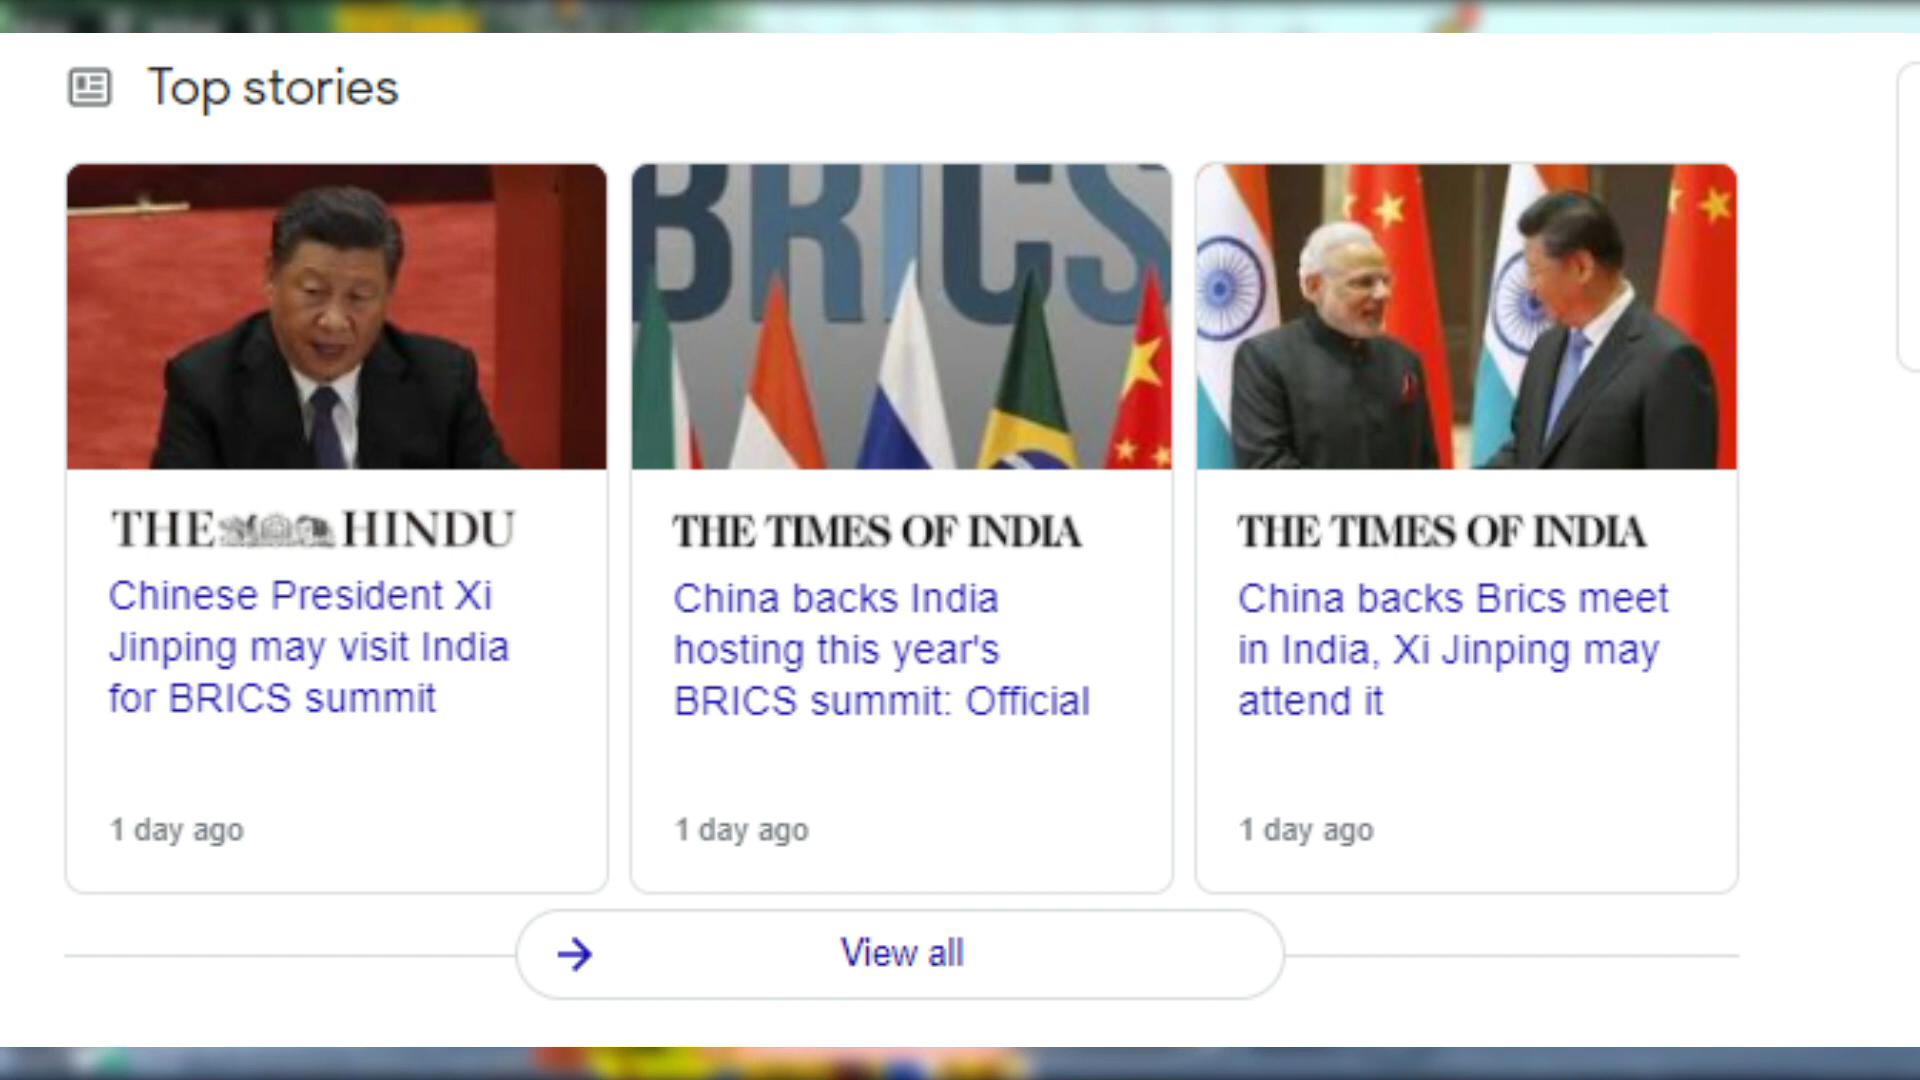 Top stories
BRICS
THE HINDU
Chinese President Xi
Jinping may visit India
for BRICS summit
1 day ago
THE TIMES OF INDIA
China backs India
hosting this year's
BRICS summit: Official
1 day ago
THE TIMES OF INDIA
China backs Brics meet
in India, Xi Jinping may
attend it
1 day ago
View all